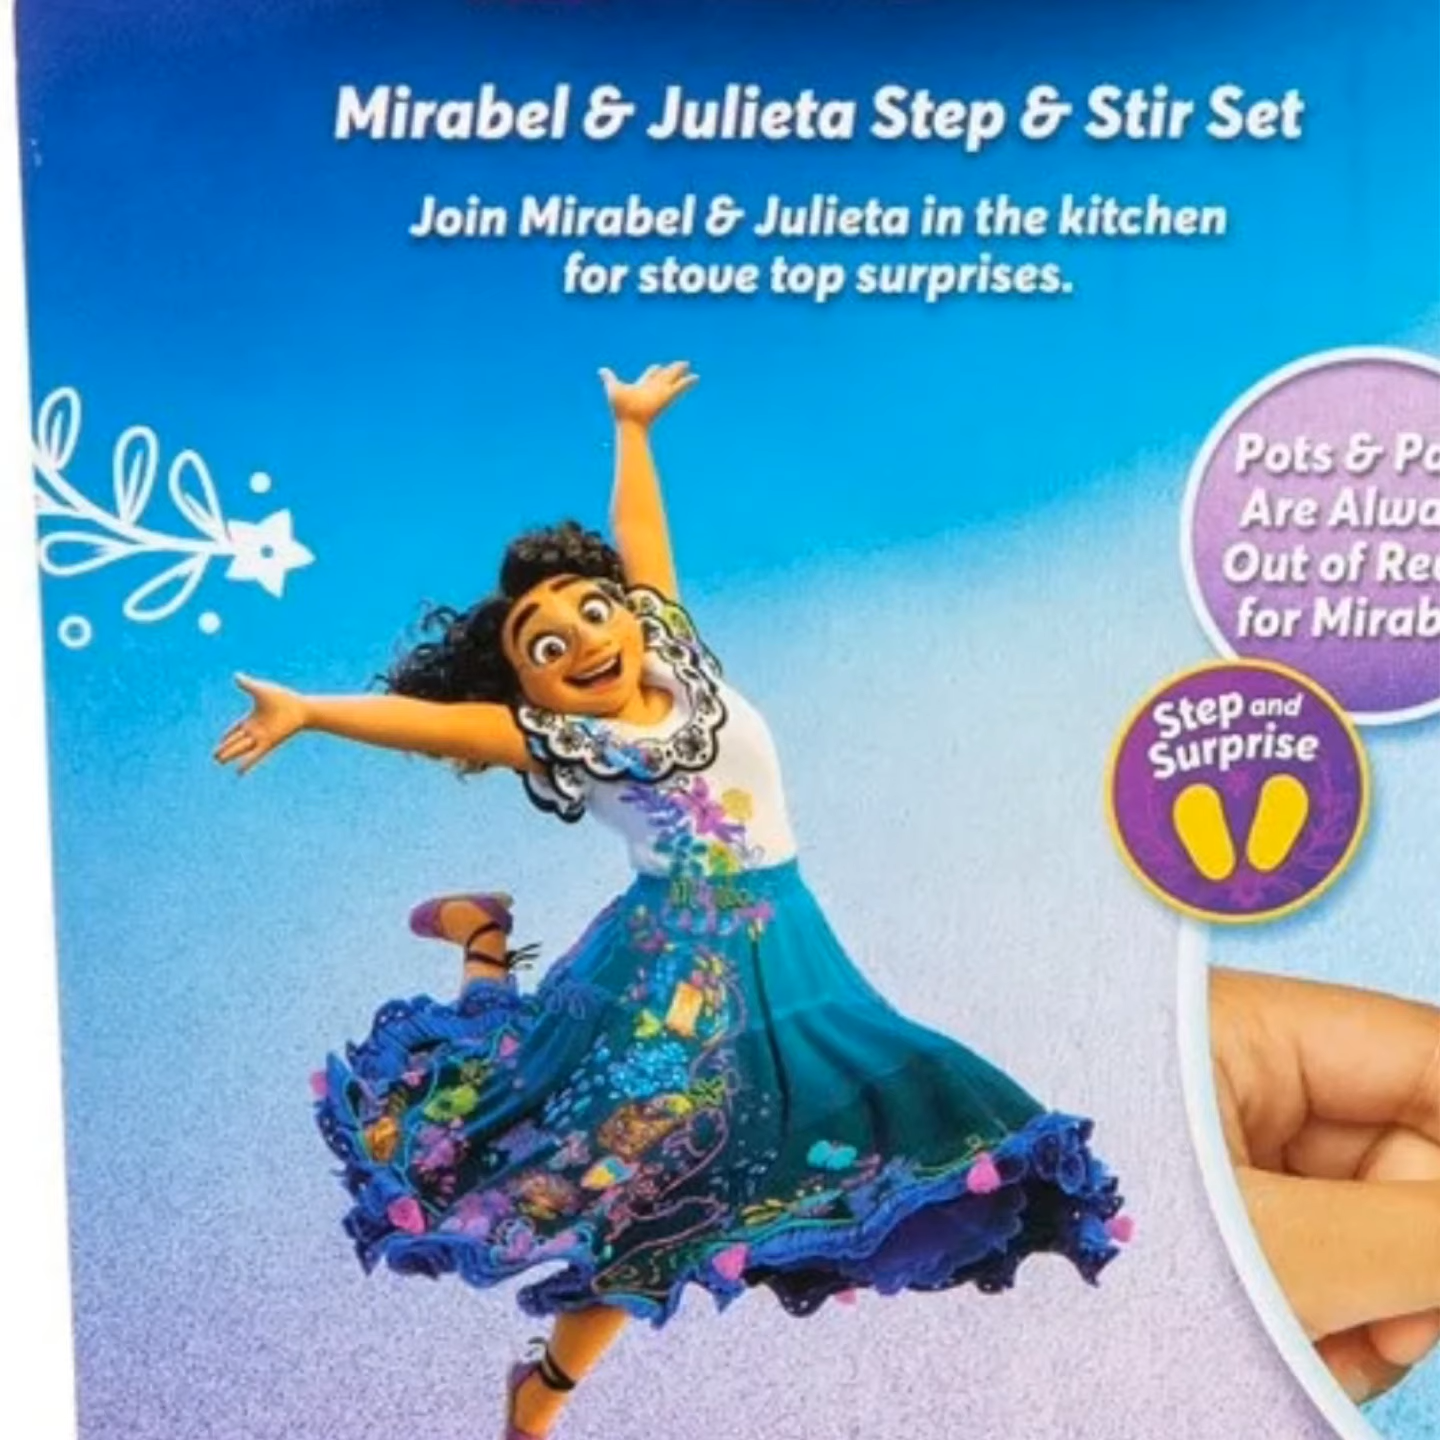 Mirabel & Julieta Step & Stir Set
Join Mirabel & Julieta in the kitchen
for stove top surprises.
Pots &
Are
Out of
for
Step and
Surprise